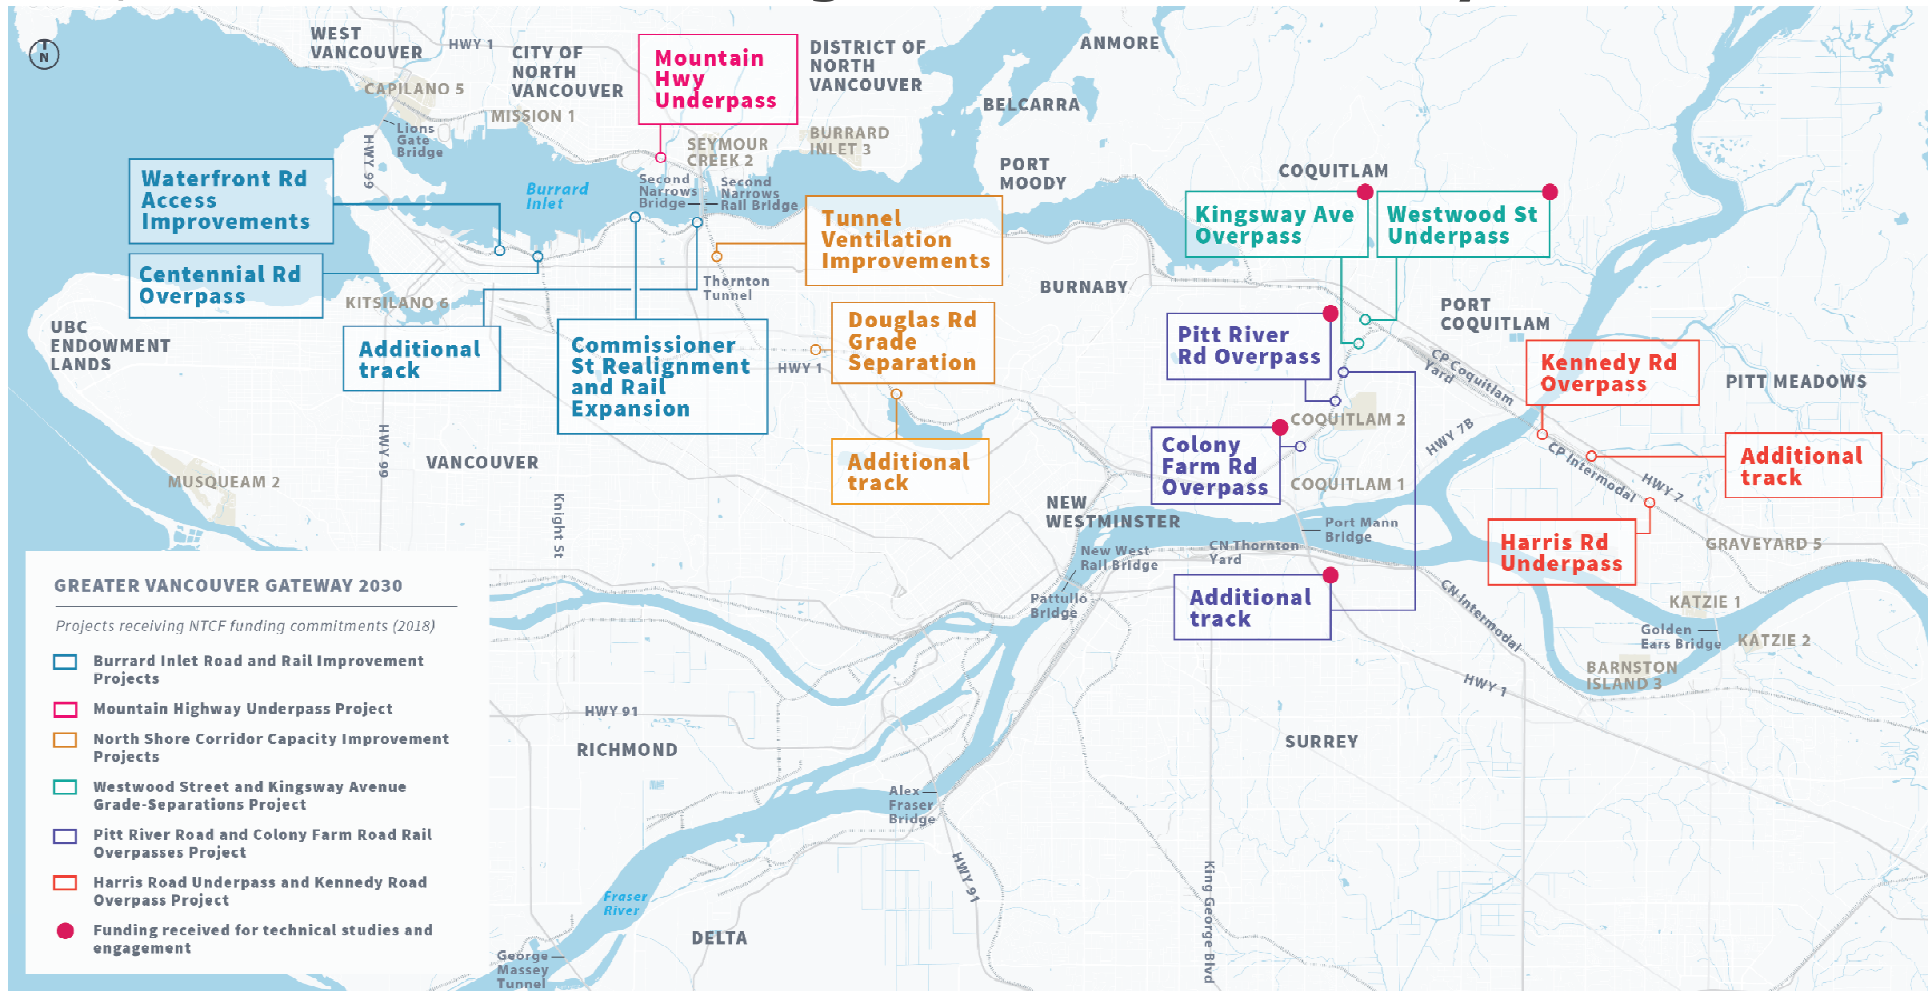 WEST
VANCOUVER
HWY 1
CITY OF
NORTH
VANCOUVER
Mountain
Hwy
Underpass
DISTRICT OF
NORTH
VANCOUVER
ANMORE
N
CAPILANO 5
MISSION 1
BELCARRA
Lions
Gate
Bridge
HWY 99
SEYMOUR
CREEK 2
BURRARD
INLET 3
PORT
MOODY
COQUITLAM
Waterfront Rd
Access
Improvements
Burrard
Inlet
Second
Narrows
Bridge
Second
Narrows
Rail Bridge
Tunnel
Ventilation
Improvements
Kingsway Ave
Overpass
Westwood St
Underpass
Centennial Rd
Overpass
KITSILANO 6
Thornton
Tunnel
BURNABY
PORT
COQUITLAM
UBC
ENDOWMENT
LANDS
Additional
track
Commissioner
St Realignment
and Rail
Expansion
Douglas Rd
Grade
Separation
HWY 1
Pitt River
Rd Overpass
CP Coquitlam
Yard
Kennedy Rd
Overpass
PITT MEADOWS
HWY 99
VANCOUVER
Additional
track
COQUITLAM 2
Colony
Farm Rd
Overpass
COQUITLAM 1
HWY 7B
CP Intermodal
HWY 7
Additional
track
MUSQUEAM 2
Knight St
NEW
WESTMINSTER
New West
Rail Bridge
CN Thornton
Yard
Port Mann
Bridge
Harris Rd
Underpass
GRAVEYARD 5
Pattullo
Bridge
Additional
track
CN Intermodal
KATZIE 1
Golden
Ears Bridge
KATZIE 2
BARNSTON
ISLAND 3
HWY 1
GREATER VANCOUVER GATEWAY 2030
Projects receiving NTCF funding commitments (2018)
Burrard Inlet Road and Rail Improvement
Projects
Mountain Highway Underpass Project
North Shore Corridor Capacity Improvement
Projects
Westwood Street and Kingsway Avenue
Grade-Separations Project
Pitt River Road and Colony Farm Road Rail
Overpasses Project
Harris Road Underpass and Kennedy Road
Overpass Project
Funding received for technical studies and
engagement
HWY 91
RICHMOND
SURREY
Alex
Fraser
Bridge
HWY 91
King George Blvd
Fraser
River
DELTA
George
Massey
Tunnel